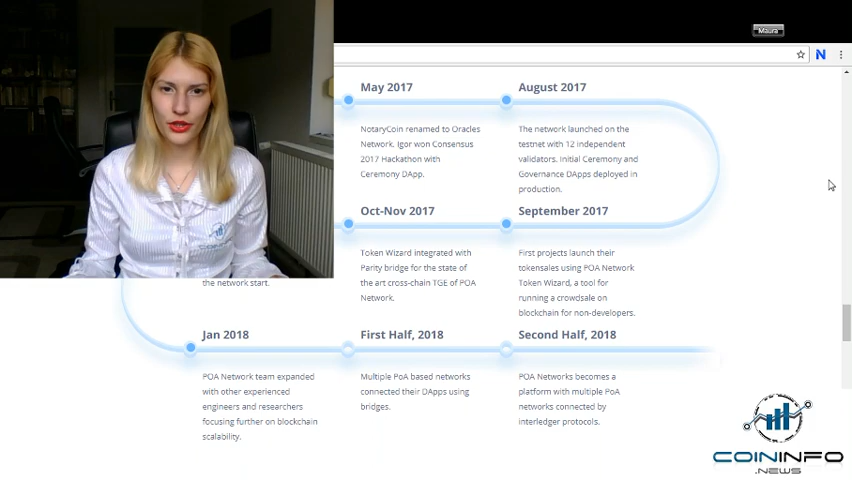 Maura
May 2017
August 2017
NotaryCoin renamed to Oracles
Network. Igor won Consensus
2017 Hackathon with
Ceremony DApp.
The network launched on the
testnet with 12 independent
validators. Initial Ceremony and
Governance DApps deployed in
production.
Oct-Nov 2017
September 2017
Token Wizard integrated with
Parity bridge for the state of
the art cross-chain TGE of POA
Network.
First projects launch their
tokensales using POA Network
Token Wizard, a tool for
running a crowdsale on
blockchain for non-developers.
the network start.
Jan 2018
First Half, 2018
Second Half, 2018
POA Network team expanded
with other experienced
engineers and researchers
focusing further on blockchain
scalability.
Multiple PoA based networks
connected their DApps using
bridges.
POA Networks becomes a
platform with multiple PoA
networks connected by
interledger protocols.
COININFO
.NEWS
COININFO